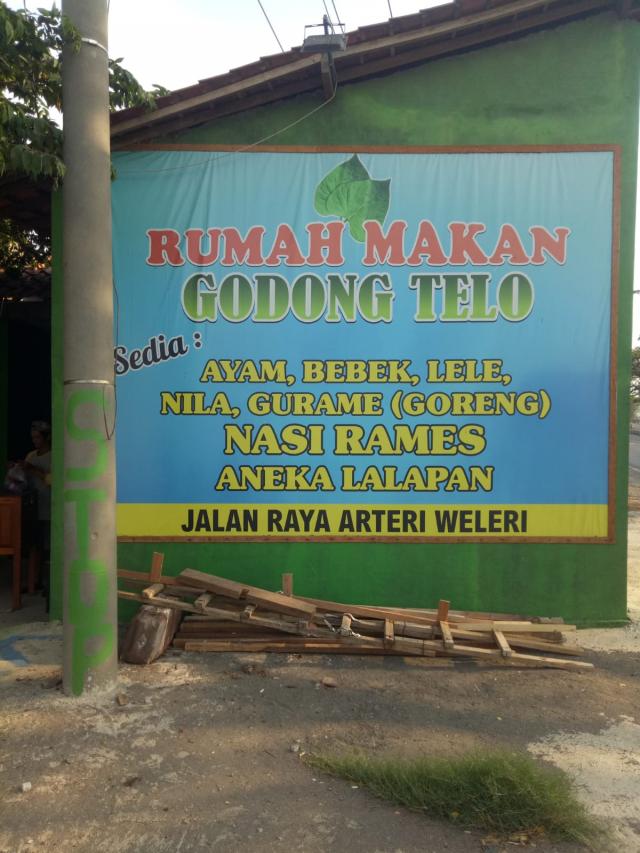 RUMAH MAKAN
GODONG TELO
Sedia :
AYAM, BEBEK, LELE,
NILA, GURAME (GORENG)
NASI RAMES
ANEKA LALAPAN
JALAN RAYA ARTERI WELERI
STOP